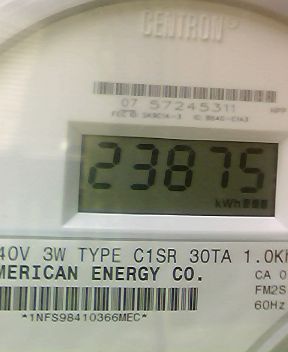 CENTRON
07 57245311
23875
kWh
40V 3W TYPE C1SR 30TA 1.0K
MERICAN ENERGY CO.
CA 0
FM2S
60Hz
*1NFS98410366MEC*